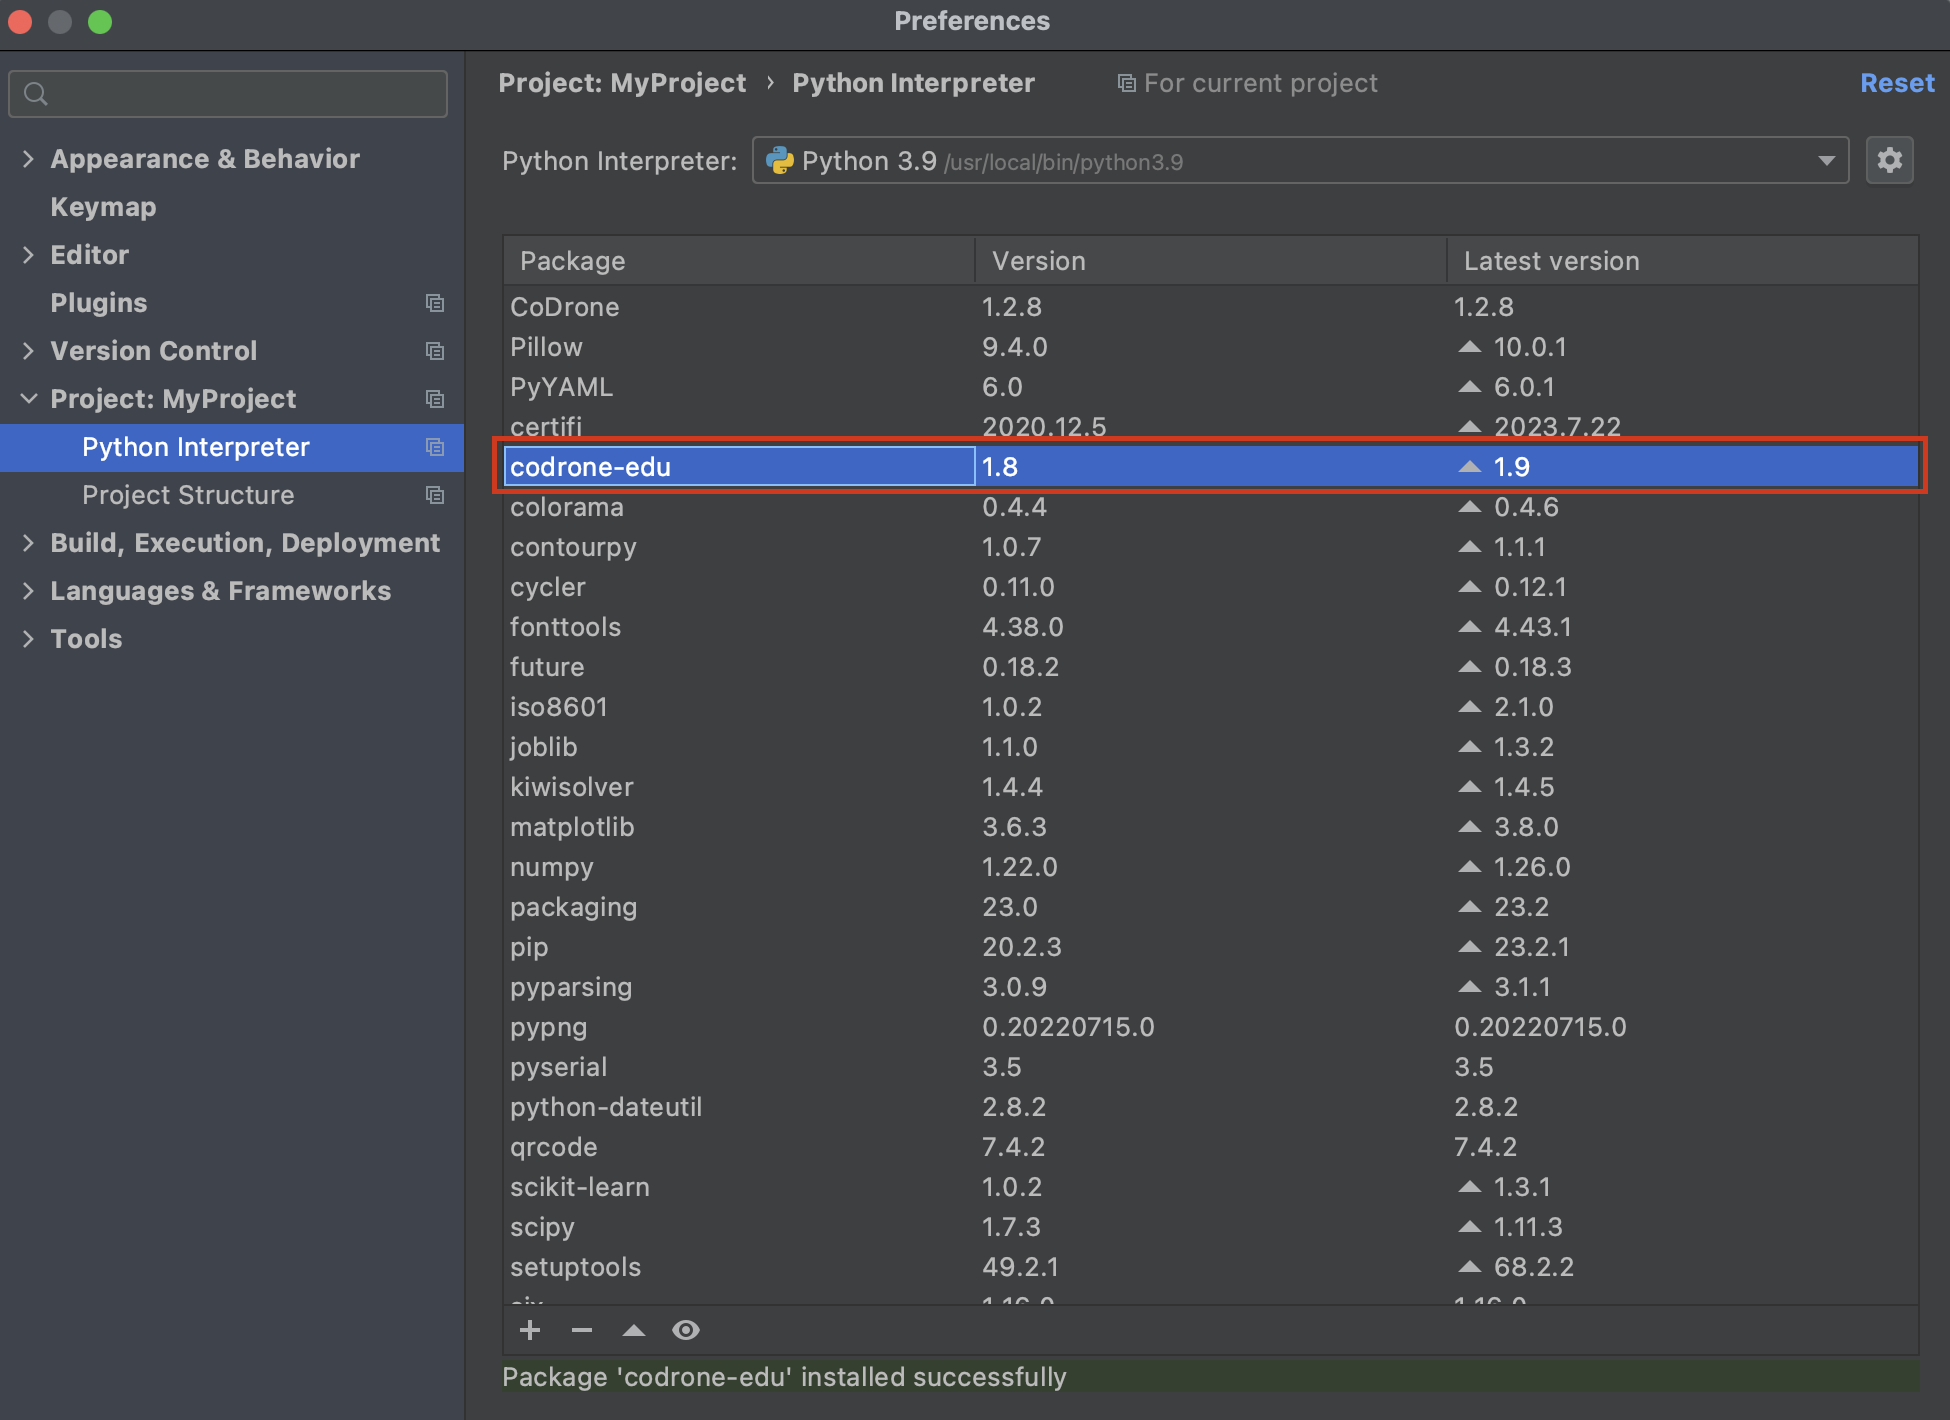 Preferences
Project: MyProject › Python Interpreter For current project Reset
Appearance & Behavior
Keymap
Editor
Plugins
Version Control
Project: MyProject
Python Interpreter
Project Structure
Build, Execution, Deployment
Languages & Frameworks
Tools
Python Interpreter: Python 3.9 /usr/local/bin/python3.9
Package Version Latest version
CoDrone 1.2.8 1.2.8
Pillow 9.4.0 10.0.1
PyYAML 6.0 6.0.1
certifi 2020.12.5 2023.7.22
codrone-edu 1.8 1.9
colorama 0.4.4 0.4.6
contourpy 1.0.7 1.1.1
cycler 0.11.0 0.12.1
fonttools 4.38.0 4.43.1
future 0.18.2 0.18.3
iso8601 1.0.2 2.1.0
joblib 1.1.0 1.3.2
kiwisolver 1.4.4 1.4.5
matplotlib 3.6.3 3.8.0
numpy 1.22.0 1.26.0
packaging 23.0 23.2
pip 20.2.3 23.2.1
pyparsing 3.0.9 3.1.1
pypng 0.20220715.0 0.20220715.0
pyserial 3.5 3.5
python-dateutil 2.8.2 2.8.2
qrcode 7.4.2 7.4.2
scikit-learn 1.0.2 1.3.1
scipy 1.7.3 1.11.3
setuptools 49.2.1 68.2.2
six 1.16.0 1.16.0
Package 'codrone-edu' installed successfully